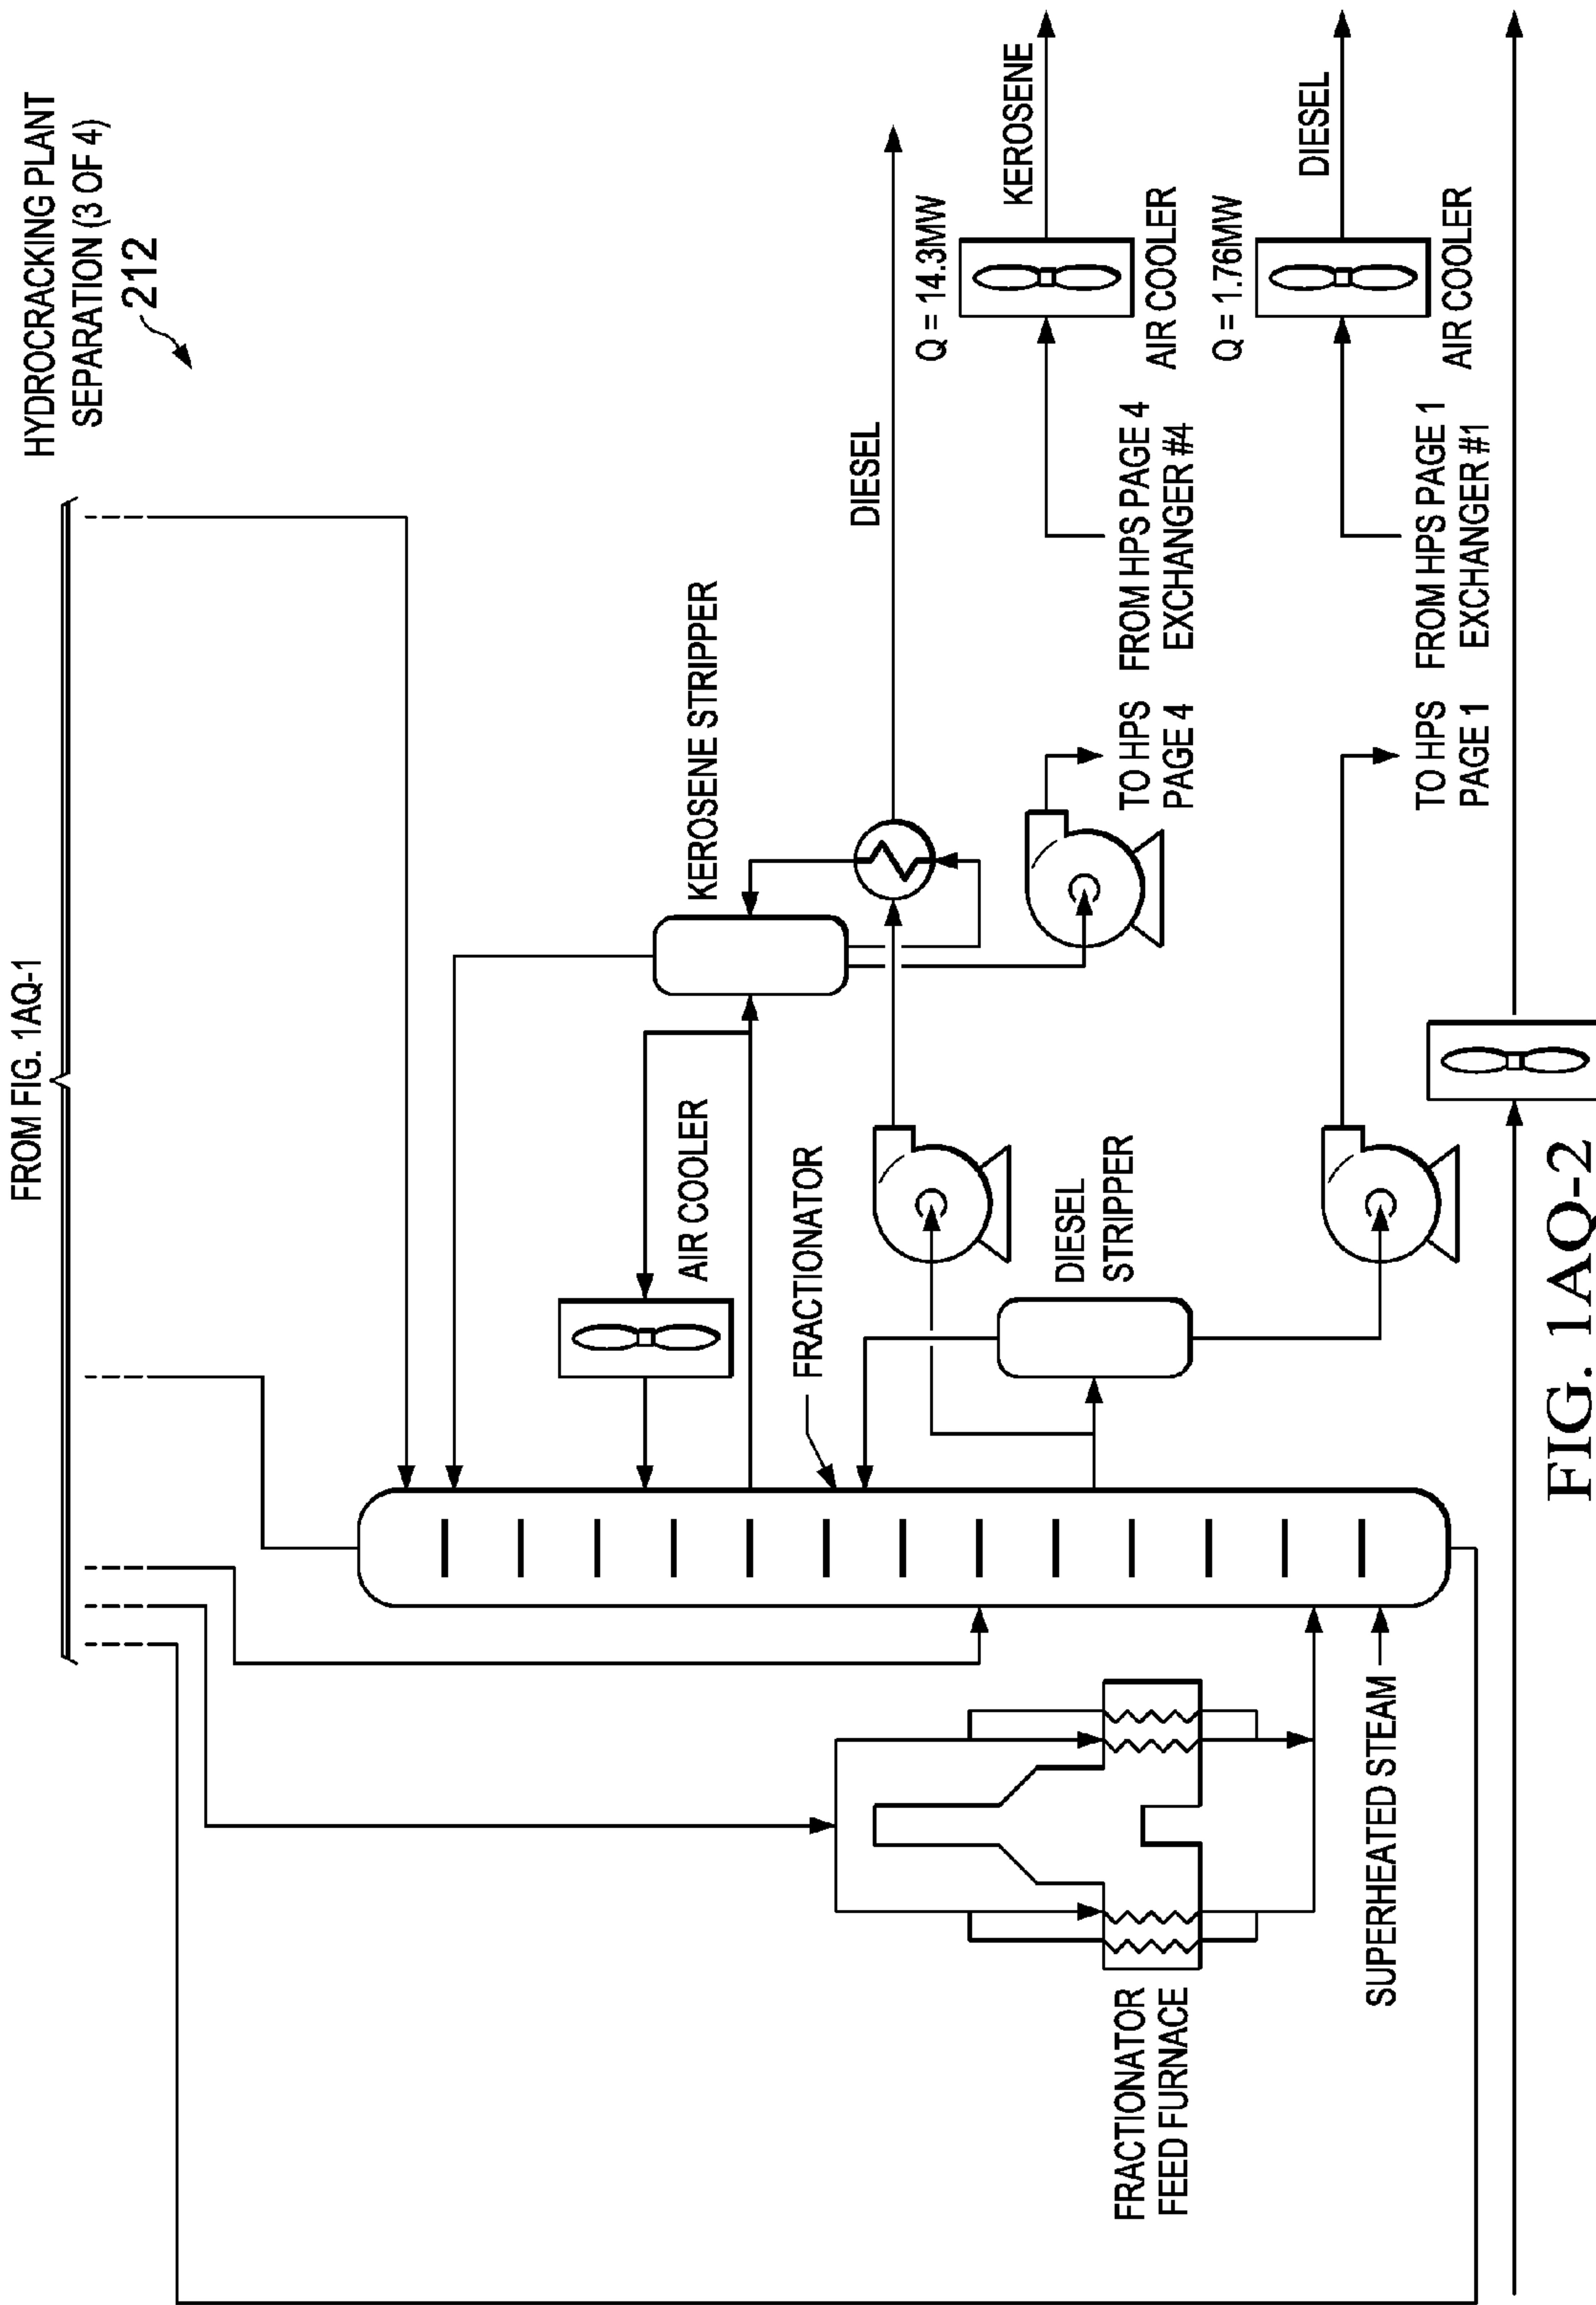 HYDROCRACKING PLANT
SEPARATION (3 OF 4)
212
FROM FIG. 1AQ-1
KEROSENE STRIPPER
AIR COOLER
FRACTIONATOR
DIESEL
Q = 14.3MW
KEROSENE
AIR COOLER
TO HPS
PAGE 4
FROM HPS PAGE 4
EXCHANGER #4
DIESEL
STRIPPER
Q = 1.76MW
DIESEL
AIR COOLER
TO HPS
PAGE 1
FROM HPS PAGE 1
EXCHANGER #1
FRACTIONATOR
FEED FURNACE
SUPERHEATED STEAM
FIG. 1AQ-2